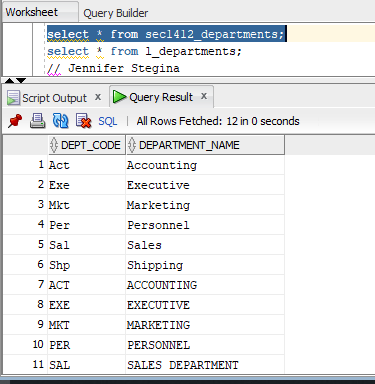 Worksheet Query Builder
select * from sec1412_departments;
select * from l_departments;
// Jennifer Stegina
Script Output x Query Result x
SQL | All Rows Fetched: 12 in 0 seconds
DEPT_CODE DEPARTMENT_NAME
1 Act Accounting
2 Exe Executive
3 Mkt Marketing
4 Per Personnel
5 Sal Sales
6 Shp Shipping
7 ACT ACCOUNTING
8 EXE EXECUTIVE
9 MKT MARKETING
10 PER PERSONNEL
11 SAL SALES DEPARTMENT